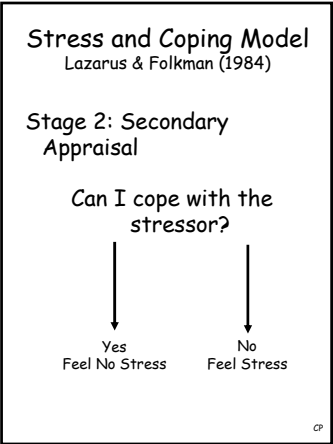 Stress and Coping Model
Lazarus & Folkman (1984)
Stage 2: Secondary
Appraisal
Can I cope with the
stressor?
Yes
Feel No Stress
No
Feel Stress
CP